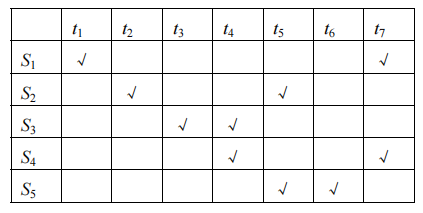 t1 t2 t3 t4 t5 t6 t7
S1 √ √
S2 √ √
S3 √ √
S4 √ √
S5 √ √